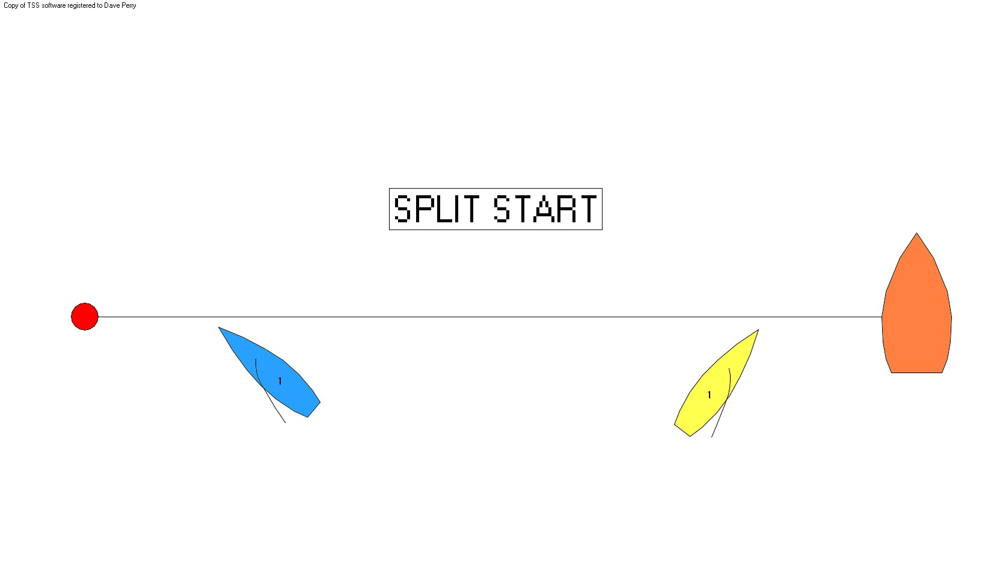 Copy of TSS software registered to Dave Perry
SPLIT START
1
1